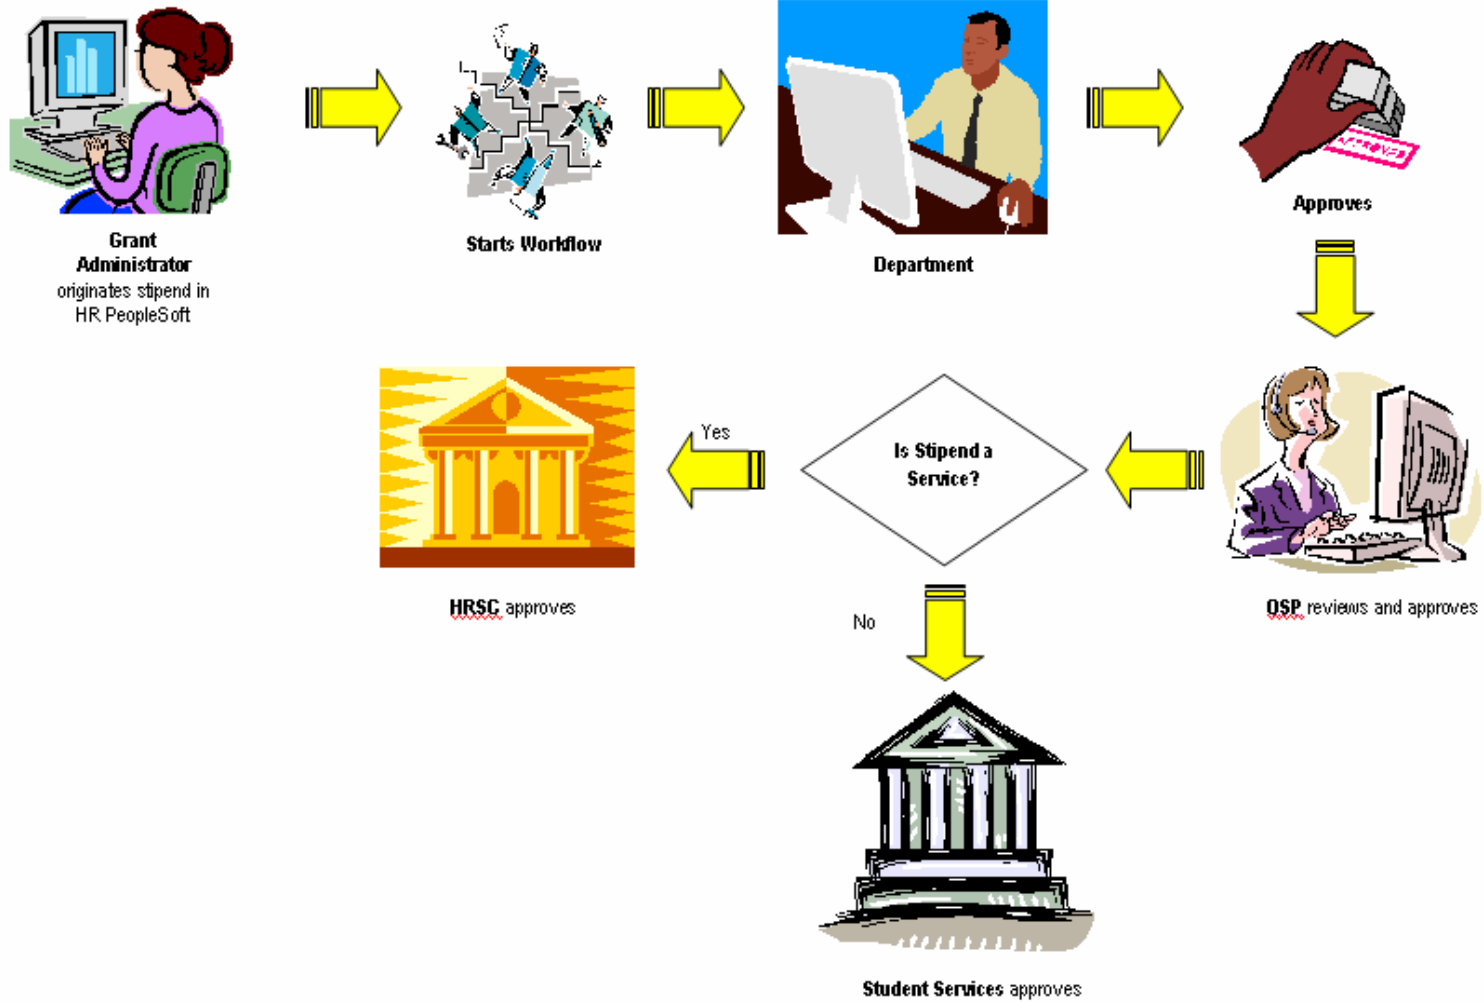 Grant
Administrator
originates stipend in
HR PeopleSoft
Starts Workflow
Department
APPROVED
Approves
Yes
Is Stipend a
Service?
HRSC approves
OSP reviews and approves
No
Student Services approves